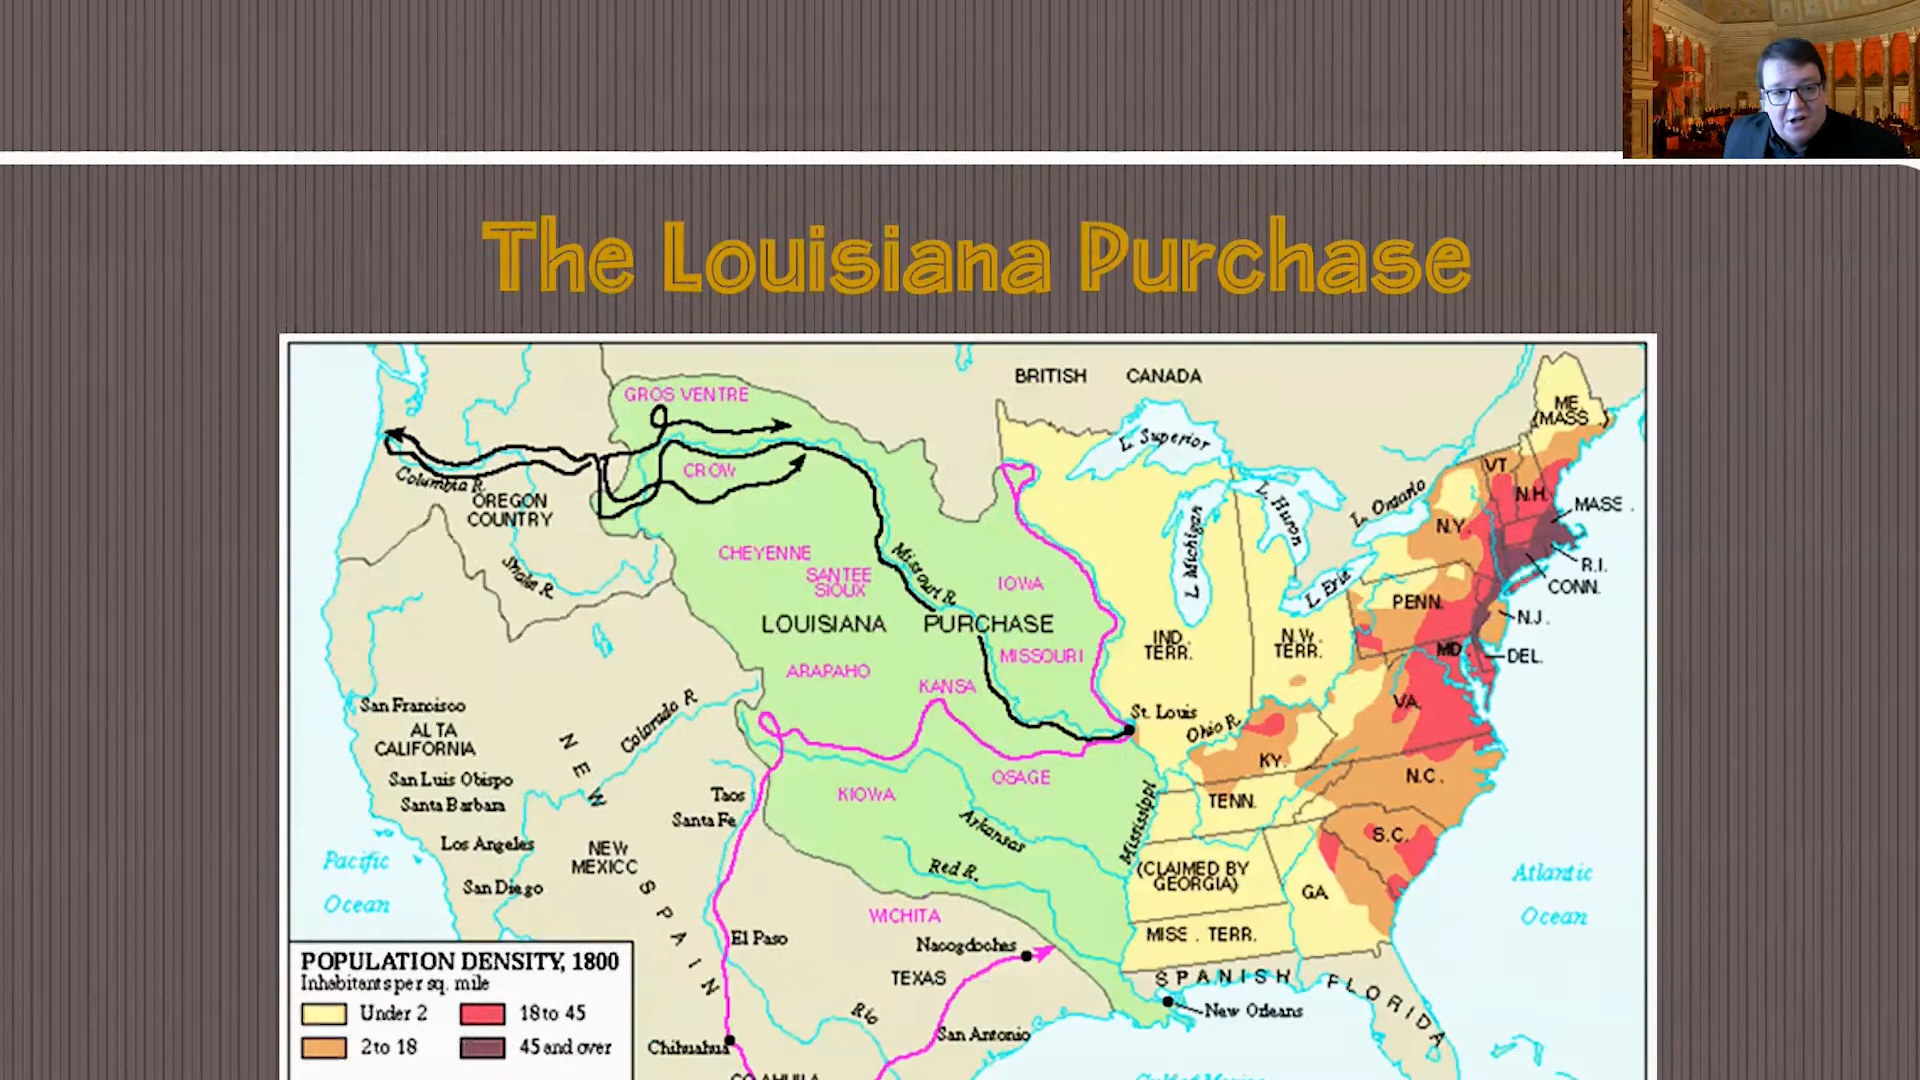 The Louisiana Purchase
BRITISH CANADA
GROS VENTRE
ME.
(MASS.)
L. Superior
CROW
VT.
N.H.
MASS.
Columbia R.
OREGON
COUNTRY
L. Huron
L. Ontario
N.Y.
L. Michigan
CHEYENNE
Missouri R.
SANTEE
SIOUX
IOWA
Snake R.
L. Erie
R.I.
CONN.
PENN.
N.J.
LOUISIANA PURCHASE
IND.
TERR.
N.W.
TERR.
MD.
DEL.
MISSOURI
ARAPAHO
KANSA
VA.
San Francisco
ALTA
CALIFORNIA
Colorado R.
St. Louis
Ohio R.
NEW SPAIN
KY.
N.C.
San Luis Obispo
Santa Barbara
OSAGE
Taos
KIOWA
TENN.
Santa Fe
Mississippi
Arkansas
S.C.
Los Angeles
NEW
MEXICC
Pacific
Ocean
San Diego
Red R.
(CLAIMED BY
GEORGIA)
GA.
Atlantic
Ocean
WICHITA
El Paso
Nacogdoches
MISS. TERR.
TEXAS
SPANISH FLORIDA
New Orleans
Rio
San Antonio
Chihuahua
COAHUILA
Gulf of Mexico
POPULATION DENSITY, 1800
Inhabitants per sq. mile
Under 2
18 to 45
2 to 18
45 and over